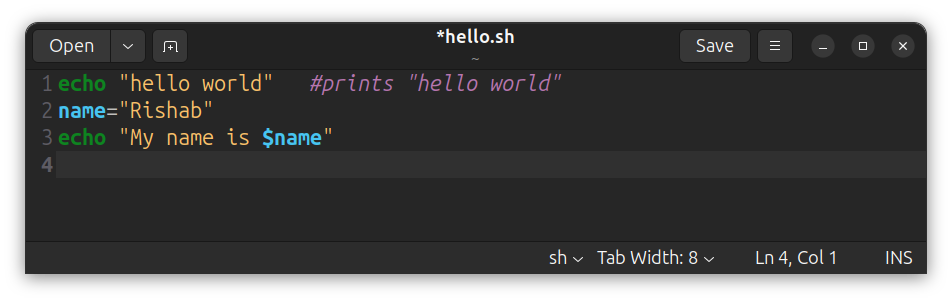 Open *hello.sh Save
~
1 echo "hello world"   #prints "hello world"
2 name="Rishab"
3 echo "My name is $name"
4
sh Tab Width: 8 Ln 4, Col 1 INS